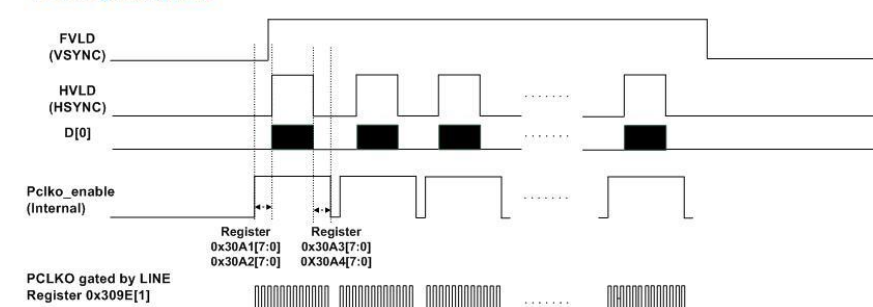 FVLD
(VSYNC)
HVLD
(HSYNC)
D[0]
Pclko_enable
(Internal)
Register
0x30A1[7:0]
0x30A2[7:0]
Register
0x30A3[7:0]
0X30A4[7:0]
PCLKO gated by LINE
Register 0x309E[1]